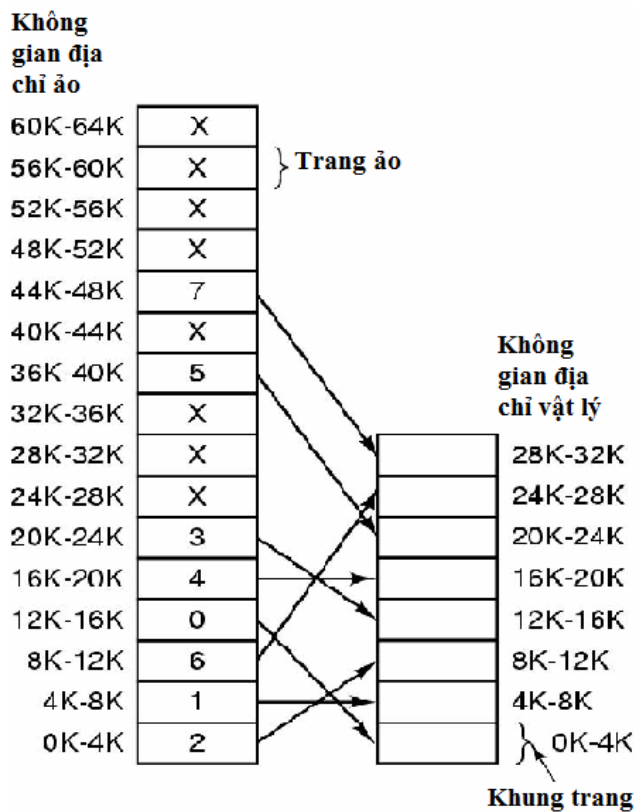 Không
gian địa
chỉ ảo
60K-64K X
56K-60K X Trang ảo
52K-56K X
48K-52K X
44K-48K 7
40K-44K X
36K-40K 5
32K-36K X
28K-32K X
24K-28K X
20K-24K 3
16K-20K 4
12K-16K 0
8K-12K 6
4K-8K 1
0K-4K 2
Không
gian địa
chỉ vật lý
28K-32K
24K-28K
20K-24K
16K-20K
12K-16K
8K-12K
4K-8K
0K-4K
Khung trang